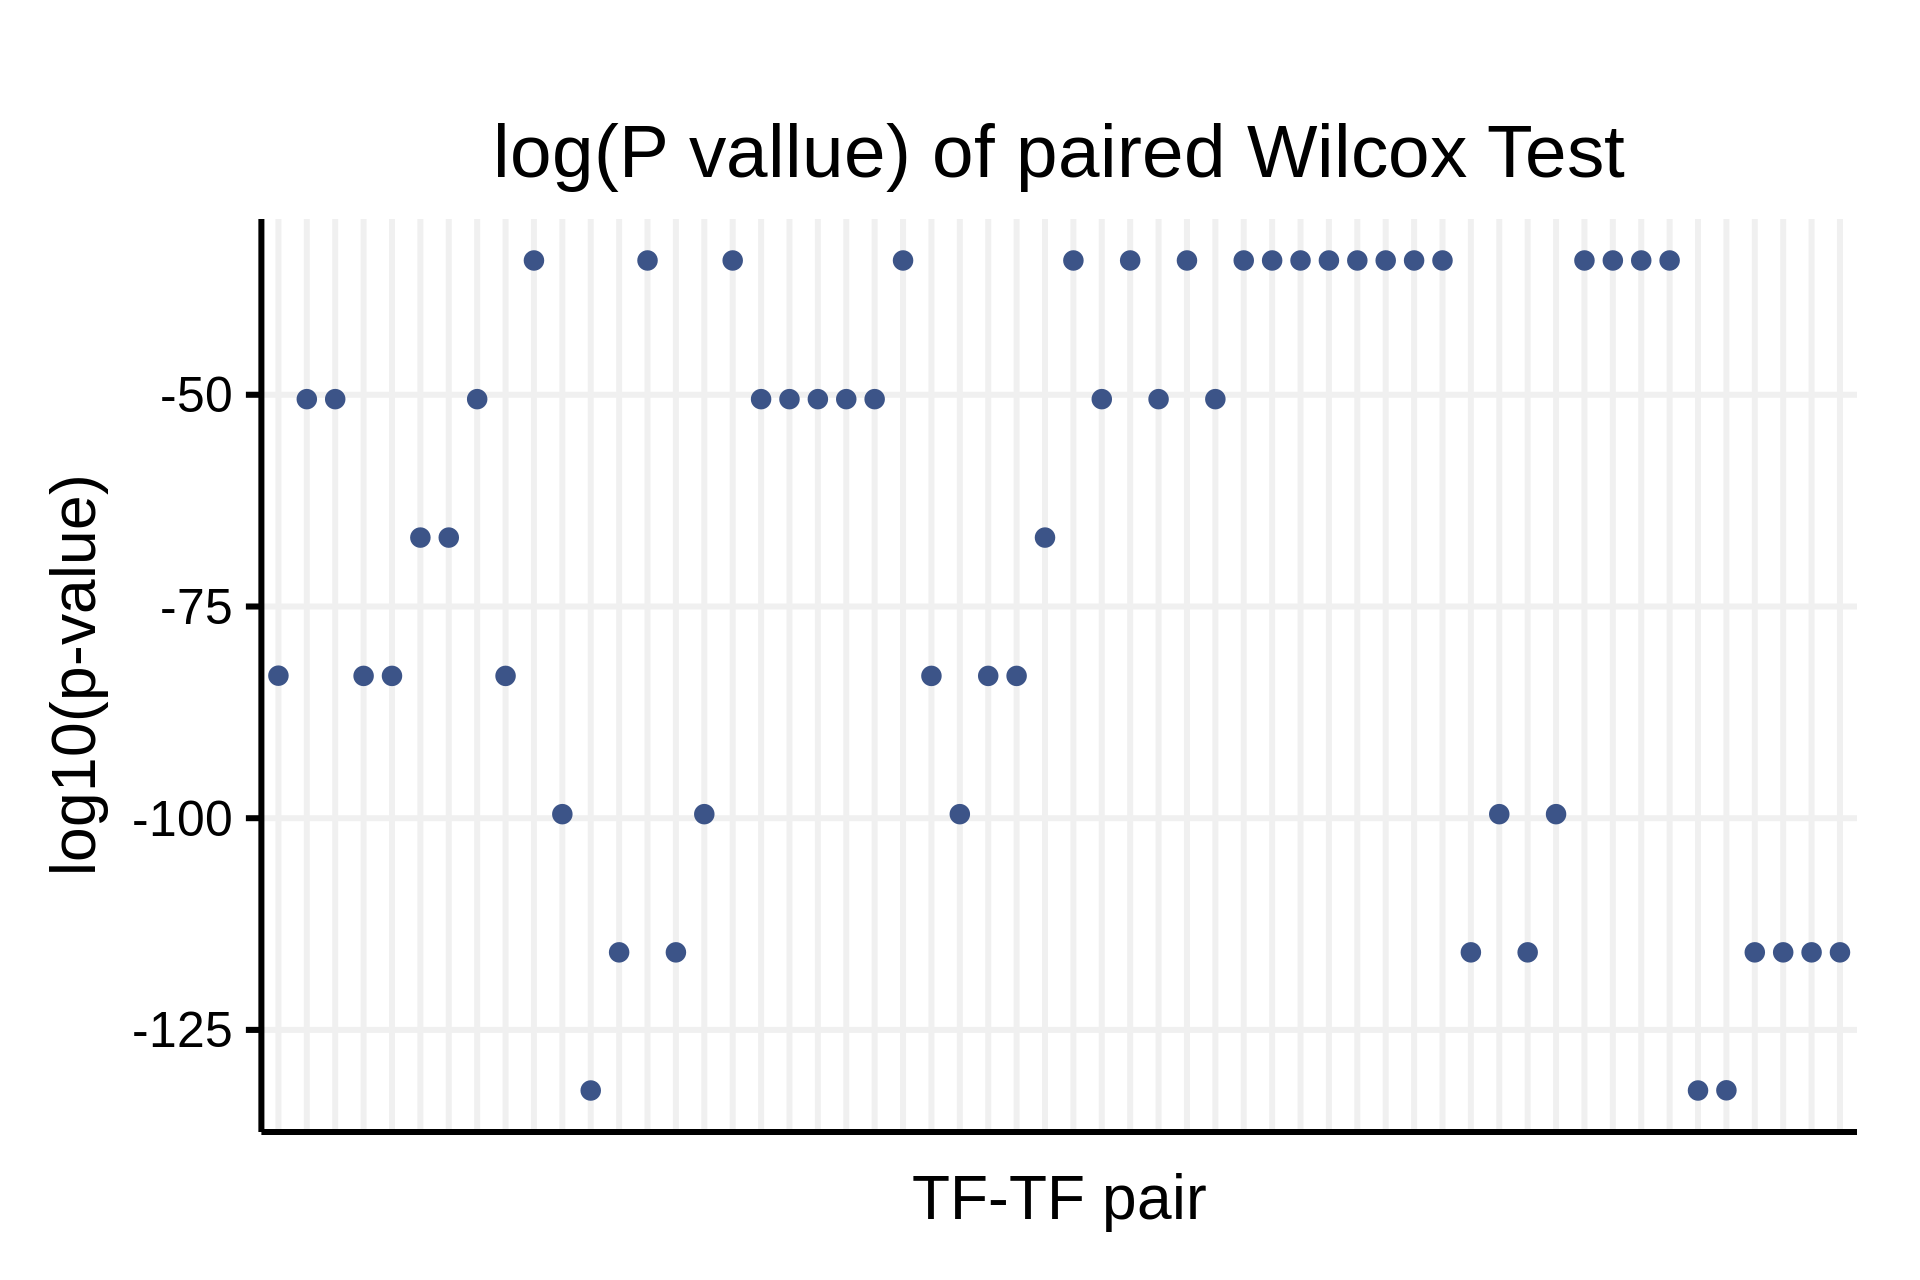 log(P vallue) of paired Wilcox Test
log10(p-value)
-50
-75
-100
-125
TF-TF pair